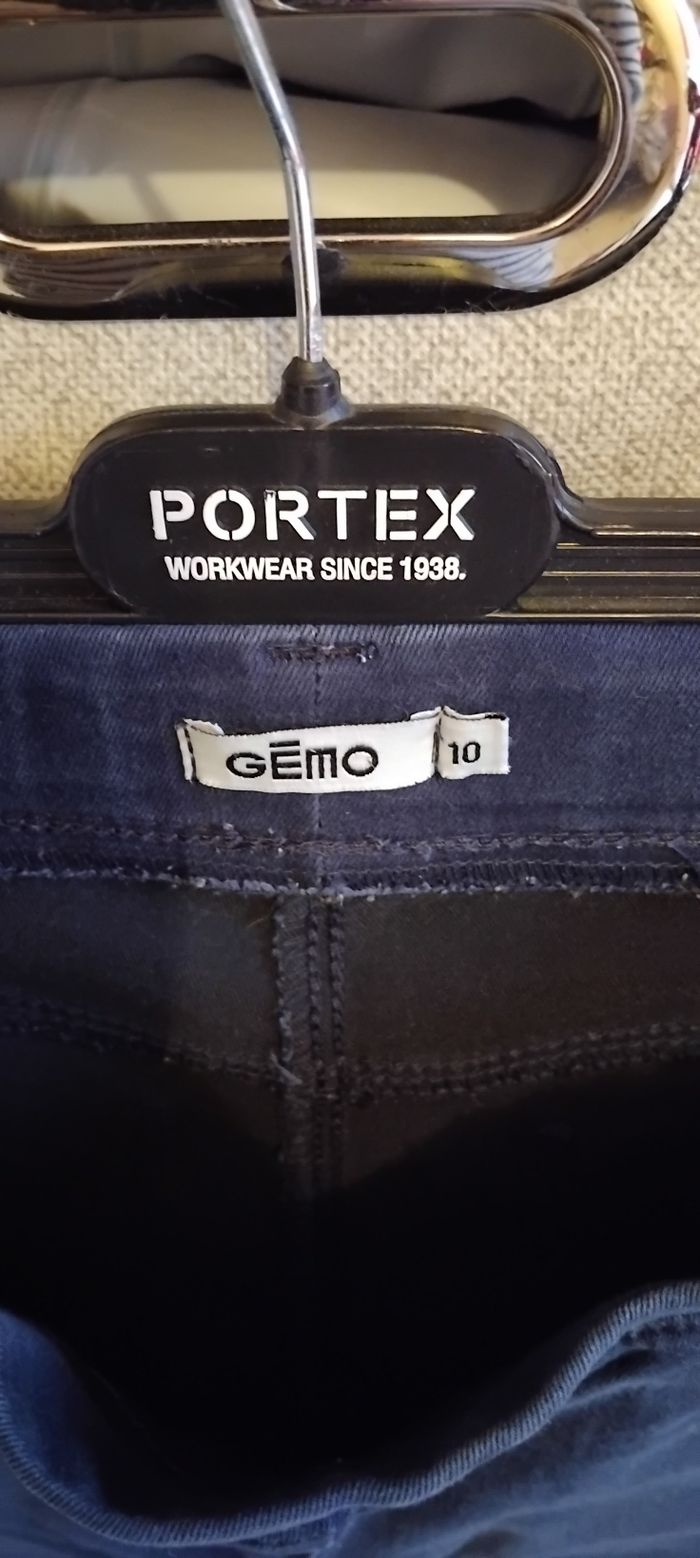 PORTEX
WORKWEAR SINCE 1938.
GĒMO
10